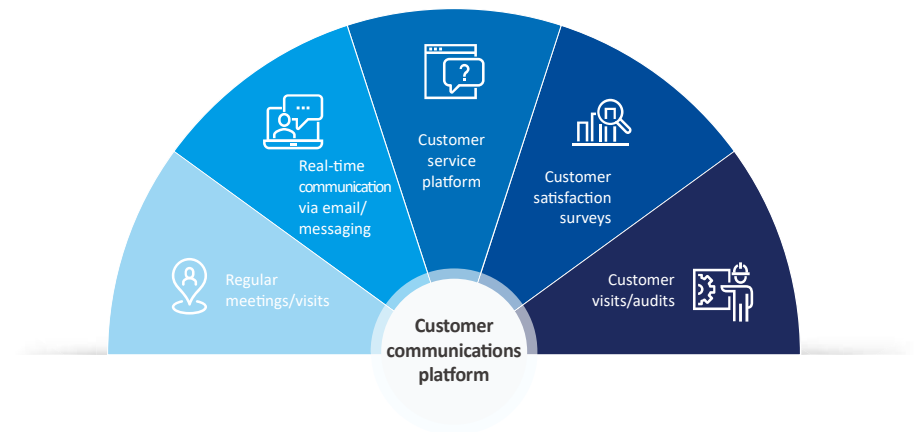 Regular
meetings/visits
Real-time
communication
via email/
messaging
?
Customer
service
platform
Customer
satisfaction
surveys
Customer
visits/audits
Customer
communications
platform